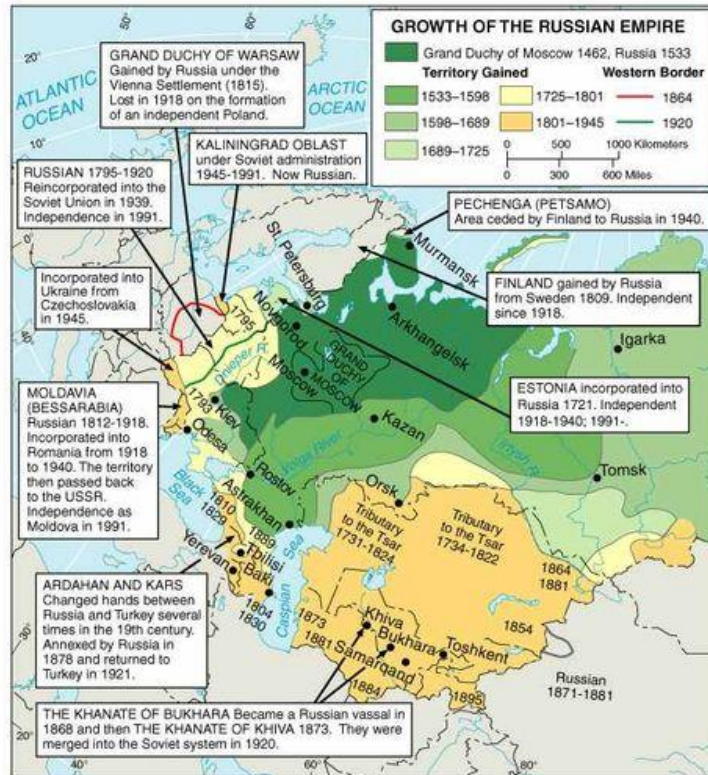 GROWTH OF THE RUSSIAN EMPIRE
Grand Duchy of Moscow 1462, Russia 1533
Territory Gained
Western Border
1533–1598
1725–1801
1864
1598–1689
1801–1945
1920
1689–1725
0 500 1000 Kilometers
0 300 600 Miles
20°
30°
40°
50°
60°
70°
ATLANTIC
OCEAN
ARCTIC
OCEAN
10°
0°
GRAND DUCHY OF WARSAW
Gained by Russia under the
Vienna Settlement (1815).
Lost in 1918 on the formation
of an independent Poland.
KALININGRAD OBLAST
under Soviet administration
1945-1991. Now Russian.
RUSSIAN 1795-1920
Reincorporated into the
Soviet Union in 1939.
Independence in 1991.
PECHENGA (PETSAMO)
Area ceded by Finland to Russia in 1940.
FINLAND gained by Russia
from Sweden 1809. Independent
since 1918.
Incorporated into
Ukraine from
Czechoslovakia
in 1945.
ESTONIA incorporated into
Russia 1721. Independent
1918-1940; 1991-.
MOLDAVIA
(BESSARABIA)
Russian 1812-1918.
Incorporated into
Romania from 1918
to 1940. The territory
then passed back
to the USSR.
Independence as
Moldova in 1991.
ARDAHAN AND KARS
Changed hands between
Russia and Turkey several
times in the 19th century.
Annexed by Russia in
1878 and returned to
Turkey in 1921.
THE KHANATE OF BUKHARA Became a Russian vassal in
1868 and then THE KHANATE OF KHIVA 1873. They were
merged into the Soviet system in 1920.
St. Petersburg
Murmansk
Novgorod
Arkhangelsk
Igarka
1795
GRAND
DUCHY OF
MOSCOW
Moscow
Dnieper R.
1793
Kiev
Kazan
Odesa
Volga River
Irtysh R.
Tomsk
Rostov
Orsk
Black
Sea
Astrakhan
1810
1829
1889
Tributary
to the Tsar
1731-1824
Tributary
to the Tsar
1734-1822
Yerevan
Tbilisi
Baki
Caspian
Sea
1804
1830
1864
1881
1873
1881
Khiva
Bukhara
Samarqand
Toshkent
1854
1884
1895
Russian
1871-1881
30°
20°
40°
50°
60°
70°
80°